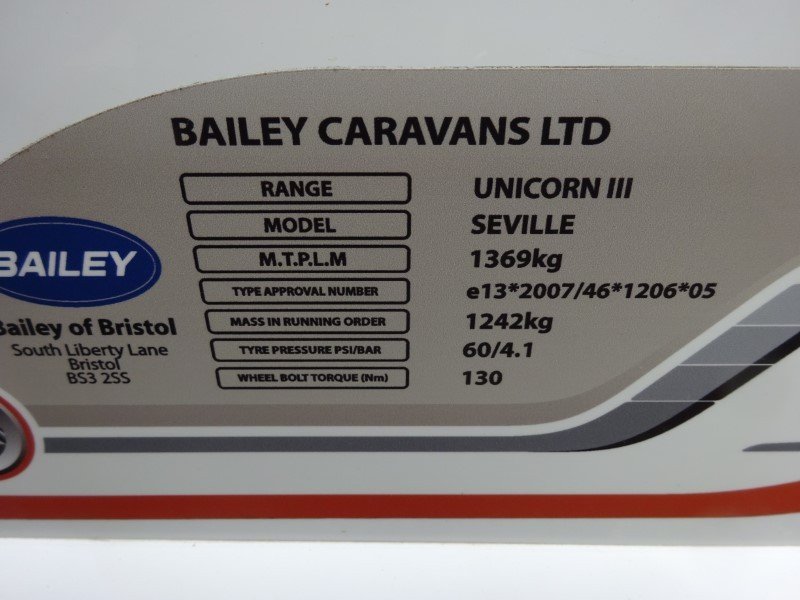 BAILEY CARAVANS LTD
RANGE UNICORN III
MODEL SEVILLE
M.T.P.L.M 1369kg
TYPE APPROVAL NUMBER e13*2007/46*1206*05
MASS IN RUNNING ORDER 1242kg
TYRE PRESSURE PSI/BAR 60/4.1
WHEEL BOLT TORQUE (Nm) 130
BAILEY
Bailey of Bristol
South Liberty Lane
Bristol
BS3 2SS